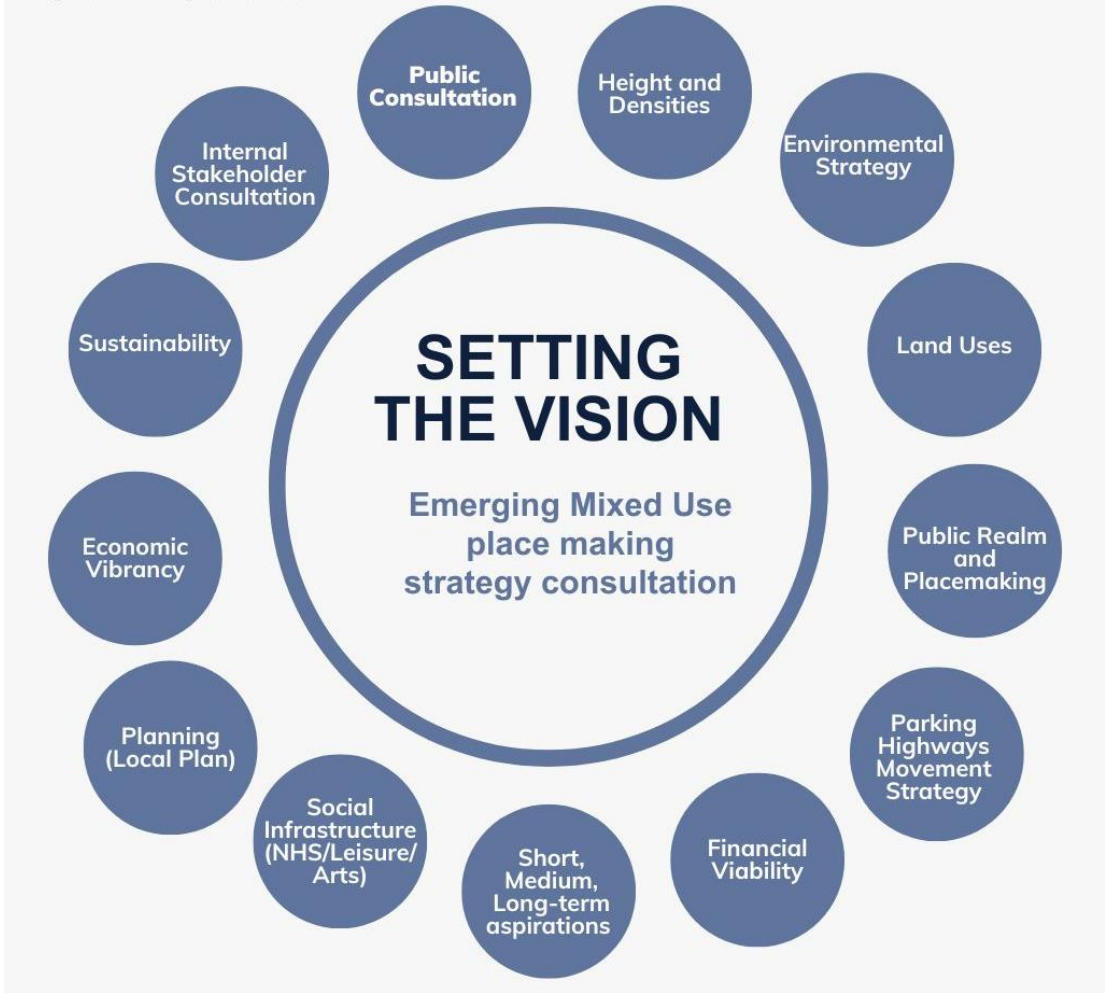 Public
Consultation
Height and
Densities
Environmental
Strategy
Land Uses
Public Realm
and
Placemaking
Parking
Highways
Movement
Strategy
Financial
Viability
Short,
Medium,
Long-term
aspirations
Social
Infrastructure
(NHS/Leisure/
Arts)
Planning
(Local Plan)
Economic
Vibrancy
Sustainability
Internal
Stakeholder
Consultation
SETTING
THE VISION
Emerging Mixed Use
place making
strategy consultation